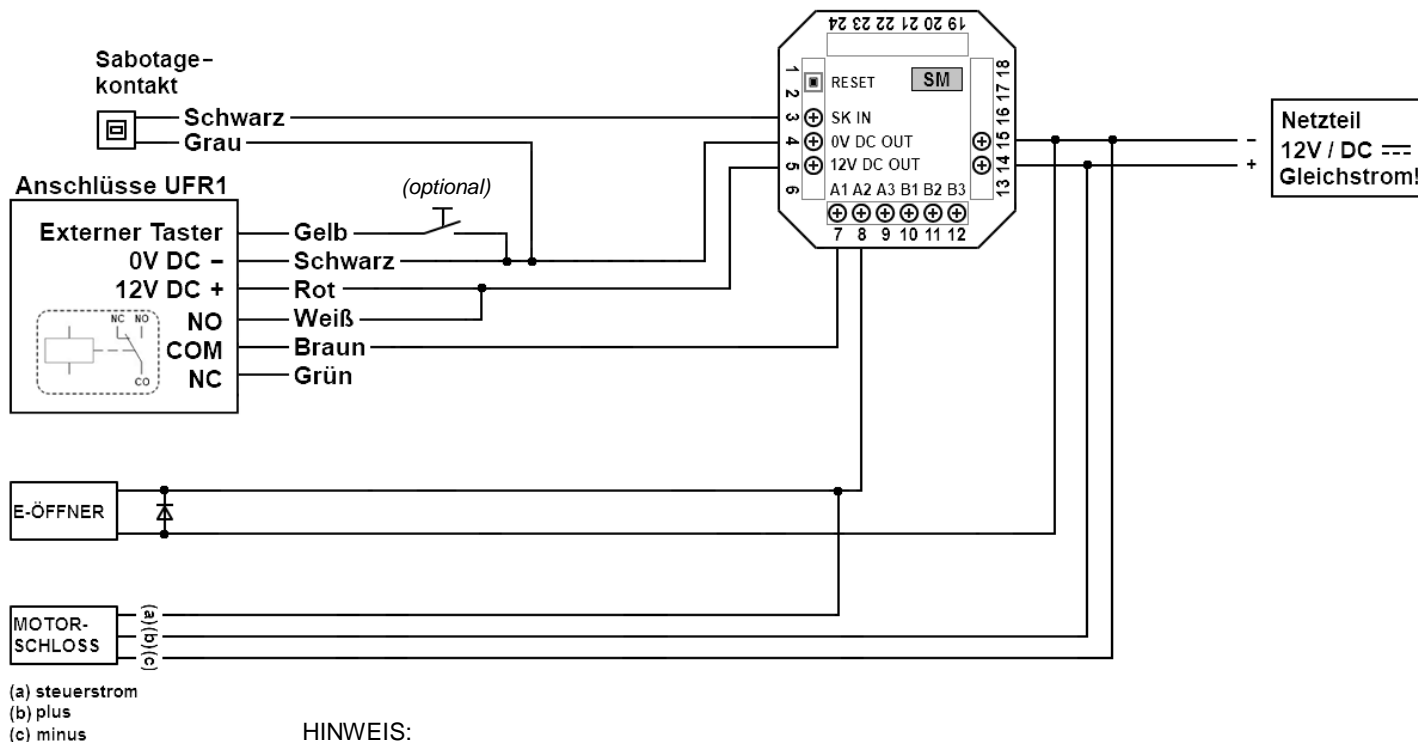 Sabotage-
kontakt
Schwarz
Grau
Anschlüsse UFR1
(optional)
Externer Taster
Gelb
0V DC –
Schwarz
12V DC +
Rot
NO
Weiß
COM
Braun
NC
Grün
NC NO
CO
24 23 22 21 20 19
1
2
3
4
5
6
RESET
SM
SK IN
0V DC OUT
12V DC OUT
A1 A2 A3 B1 B2 B3
7 8 9 10 11 12
18
17
16
15
14
13
–
+
Netzteil
12V / DC
Gleichstrom!
E-ÖFFNER
MOTOR-
SCHLOSS
(a)(b)(c)
(a) steuerstrom
(b) plus
(c) minus
HINWEIS: